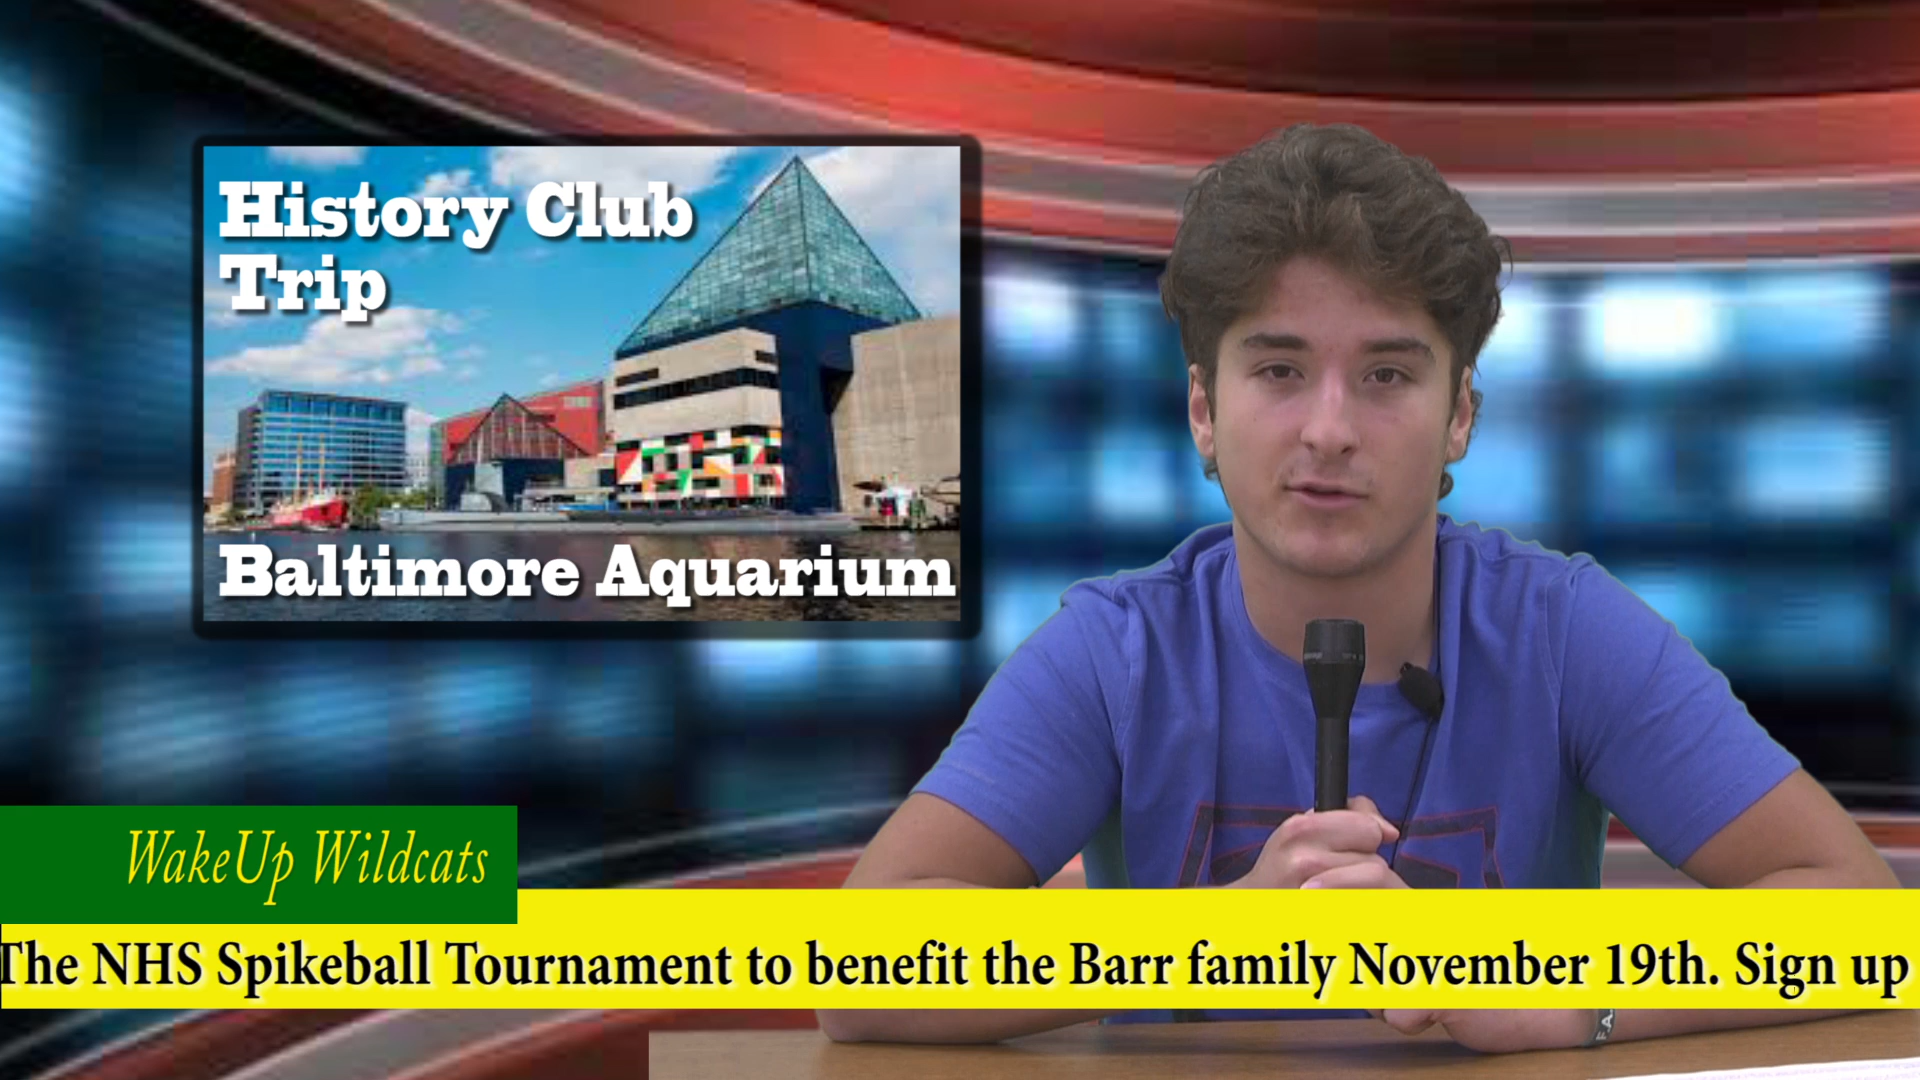 History Club
Trip
Baltimore Aquarium
WakeUp Wildcats
The NHS Spikeball Tournament to benefit the Barr family November 19th. Sign up